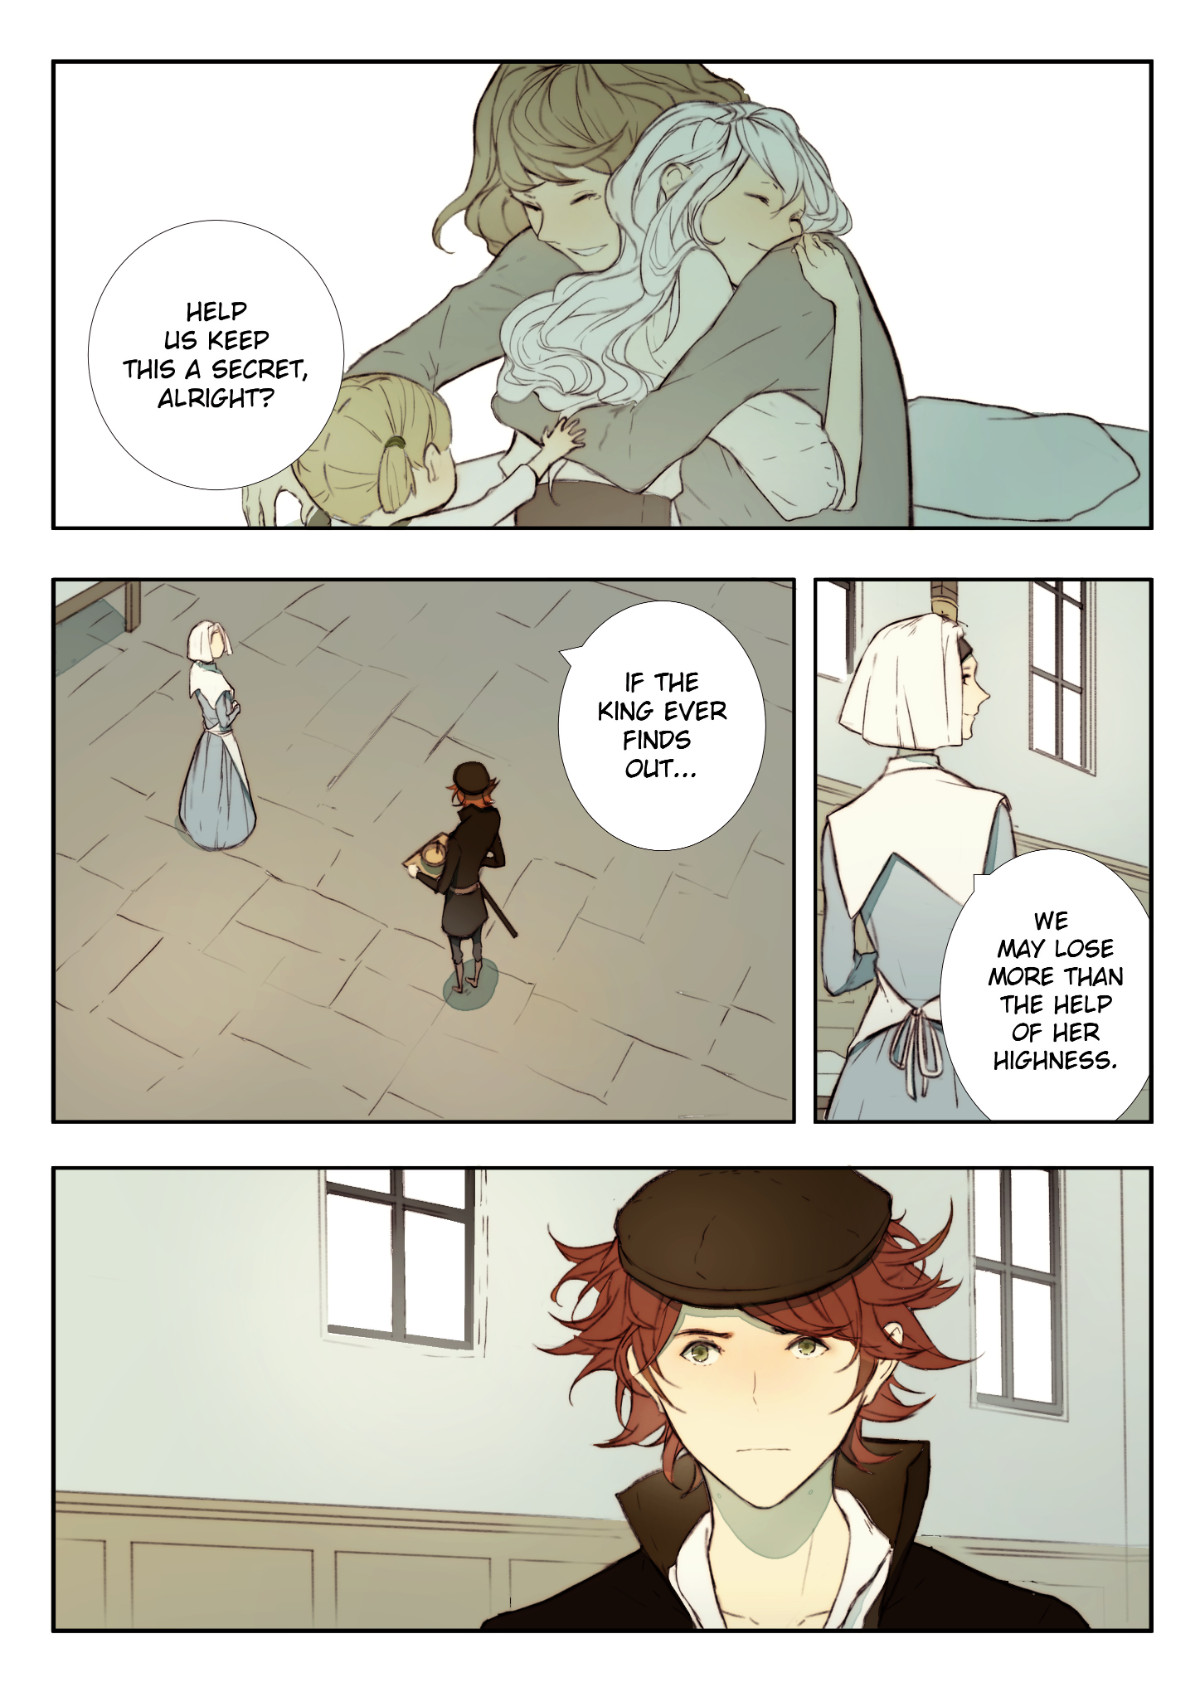 HELP
US KEEP
THIS A SECRET,
ALRIGHT?
IF THE
KING EVER
FINDS
OUT...
WE
MAY LOSE
MORE THAN
THE HELP
OF HER
HIGHNESS.